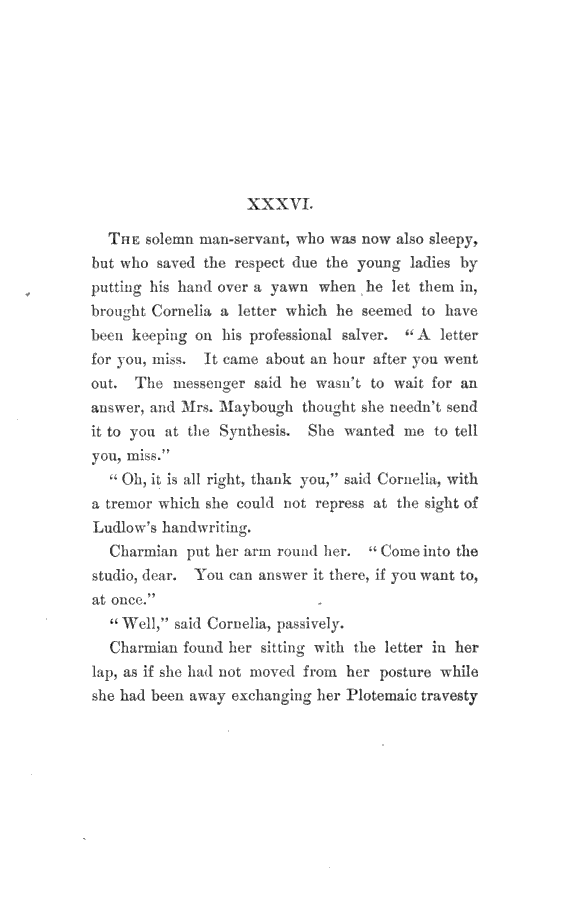 XXXVI.
THE solemn man-servant, who was now also sleepy,
but who saved the respect due the young ladies by
putting his hand over a yawn when he let them in,
brought Cornelia a letter which he seemed to have
been keeping on his professional salver. "A letter
for you, miss. It came about an hour after you went
out. The messenger said he wasn't to wait for an
answer, and Mrs. Maybough thought she needn't send
it to you at the Synthesis. She wanted me to tell
you, miss."
"Oh, it is all right, thank you," said Cornelia, with
a tremor which she could not repress at the sight of
Ludlow's handwriting.
Charmian put her arm round her. "Come into the
studio, dear. You can answer it there, if you want to,
at once."
"Well," said Cornelia, passively.
Charmian found her sitting with the letter in her
lap, as if she had not moved from her posture while
she had been away exchanging her Plotemaic travesty